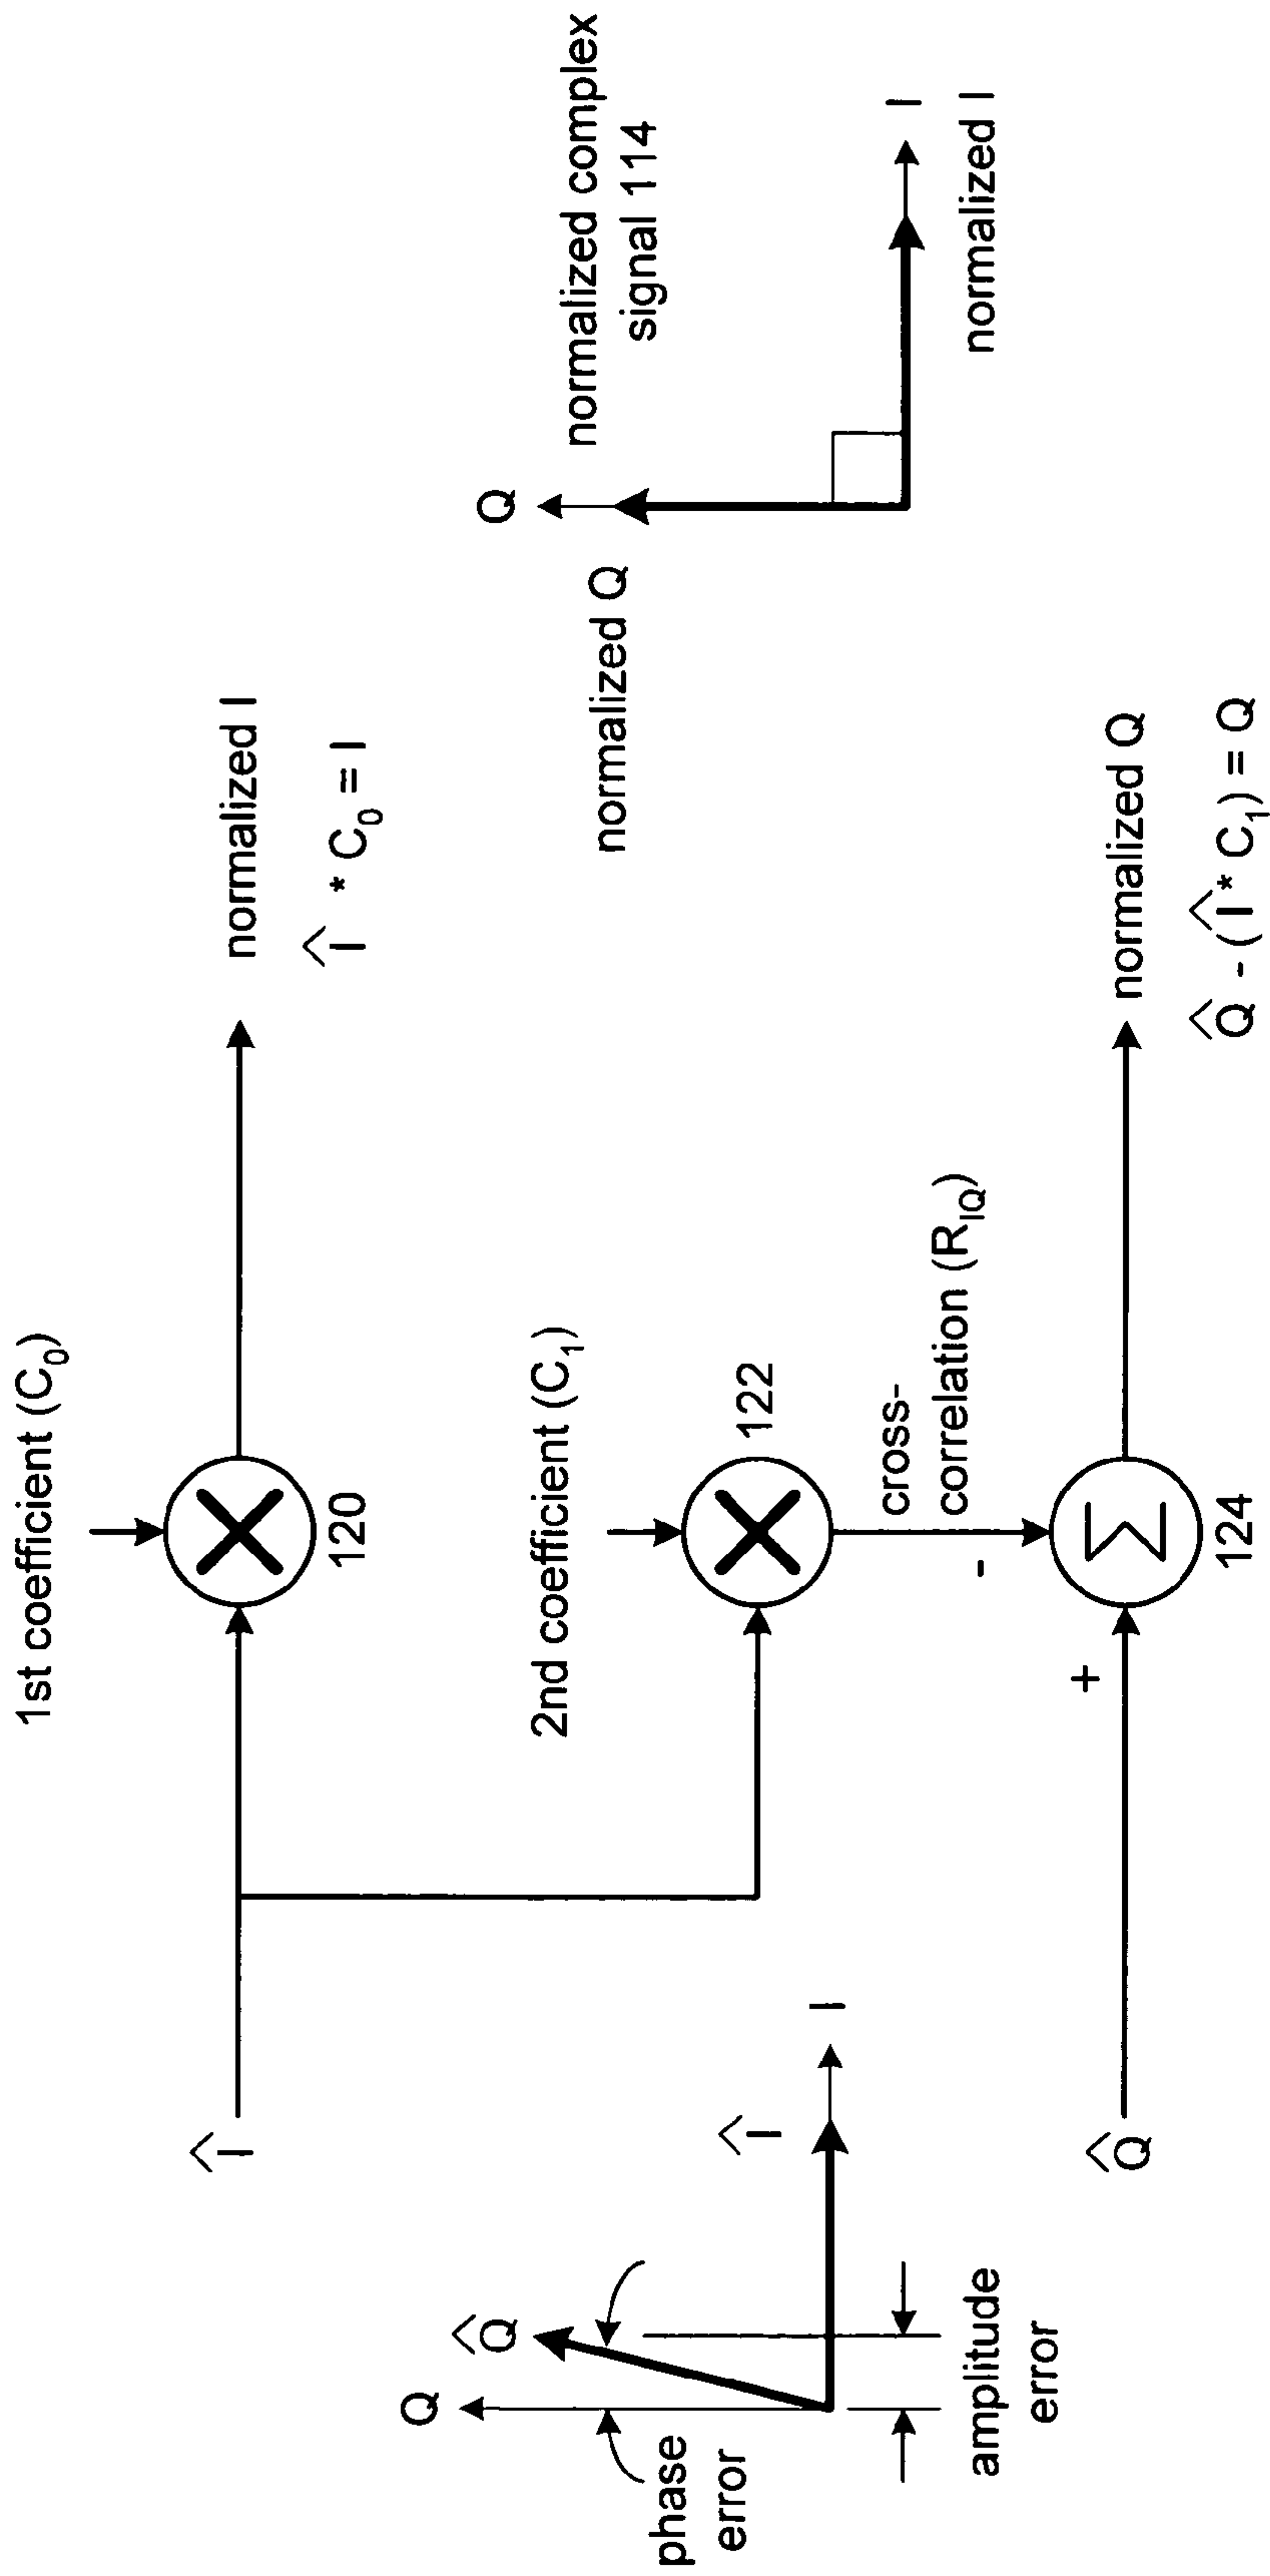 1st coefficient (C₀)
Î
120
normalized I
Î * C₀ = I
2nd coefficient (C₁)
122
cross-
correlation (R_IQ)
-
+
Q̂
Σ
124
normalized Q
Q̂ - (Î * C₁) = Q
Q
Q̂
Î
I
phase
error
amplitude
error
Q
normalized complex
signal 114
normalized Q
I
normalized I